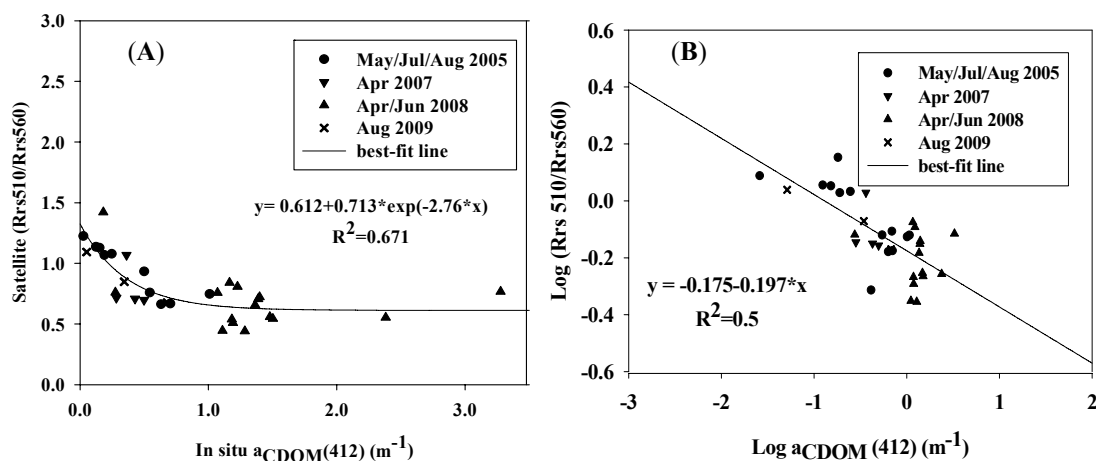 (A)
Satellite (Rrs510/Rrs560)
3.0
2.5
2.0
1.5
1.0
0.5
0.0
May/Jul/Aug 2005
Apr 2007
Apr/Jun 2008
Aug 2009
best-fit line
y= 0.612+0.713*exp(-2.76*x)
R²=0.671
0.0 1.0 2.0 3.0
In situ aCDOM(412) (m⁻¹)
(B)
Log (Rrs 510/Rrs560)
0.6
0.4
0.2
0.0
-0.2
-0.4
-0.6
May/Jul/Aug 2005
Apr 2007
Apr/Jun 2008
Aug 2009
best-fit line
y = -0.175-0.197*x
R²=0.5
-3 -2 -1 0 1 2
Log aCDOM (412) (m⁻¹)